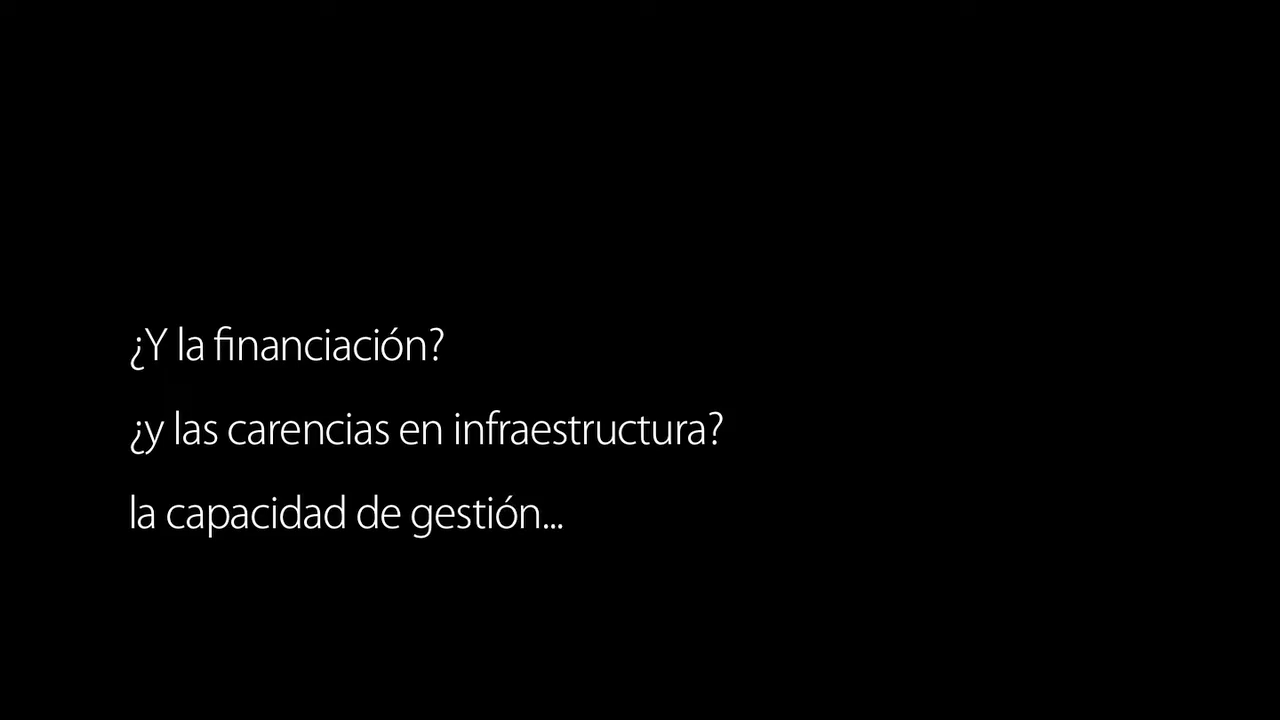 ¿Y la financiación?
¿y las carencias en infraestructura?
la capacidad de gestión...